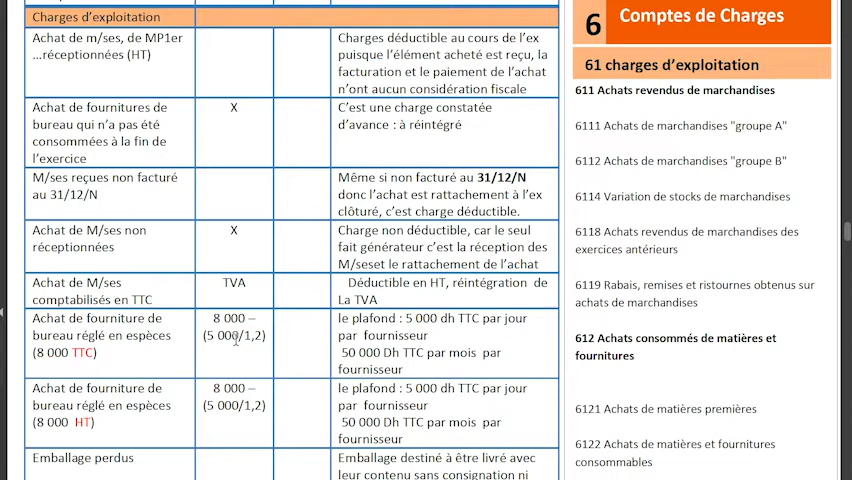 Charges d'exploitation
Achat de m/ses, de MP1er
…réceptionnées (HT)
Charges déductible au cours de l'ex
puisque l'élément acheté est reçu, la
facturation et le paiement de l'achat
n'ont aucun considération fiscale
Achat de fournitures de
bureau qui n'a pas été
consommées à la fin de
l'exercice
X
C'est une charge constatée
d'avance : à réintégré
M/ses reçues non facturé
au 31/12/N
Même si non facturé au 31/12/N
donc l'achat est rattachement à l'ex
clôturé, c'est charge déductible.
Achat de M/ses non
réceptionnées
X
Charge non déductible, car le seul
fait générateur c'est la réception des
M/seset le rattachement de l'achat
Achat de M/ses
comptabilisés en TTC
TVA
Déductible en HT, réintégration de
La TVA
Achat de fourniture de
bureau réglé en espèces
(8 000 TTC)
8 000 –
(5 000/1,2)
le plafond : 5 000 dh TTC par jour
par fournisseur
50 000 Dh TTC par mois par
fournisseur
Achat de fourniture de
bureau réglé en espèces
(8 000 HT)
8 000 –
(5 000/1,2)
le plafond : 5 000 dh TTC par jour
par fournisseur
50 000 Dh TTC par mois par
fournisseur
Emballage perdus
Emballage destiné à être livré avec
leur contenu sans consignation ni
6 Comptes de Charges
61 charges d'exploitation
611 Achats revendus de marchandises
6111 Achats de marchandises "groupe A"
6112 Achats de marchandises "groupe B"
6114 Variation de stocks de marchandises
6118 Achats revendus de marchandises des
exercices antérieurs
6119 Rabais, remises et ristournes obtenus sur
achats de marchandises
612 Achats consommés de matières et
fournitures
6121 Achats de matières premières
6122 Achats de matières et fournitures
consommables